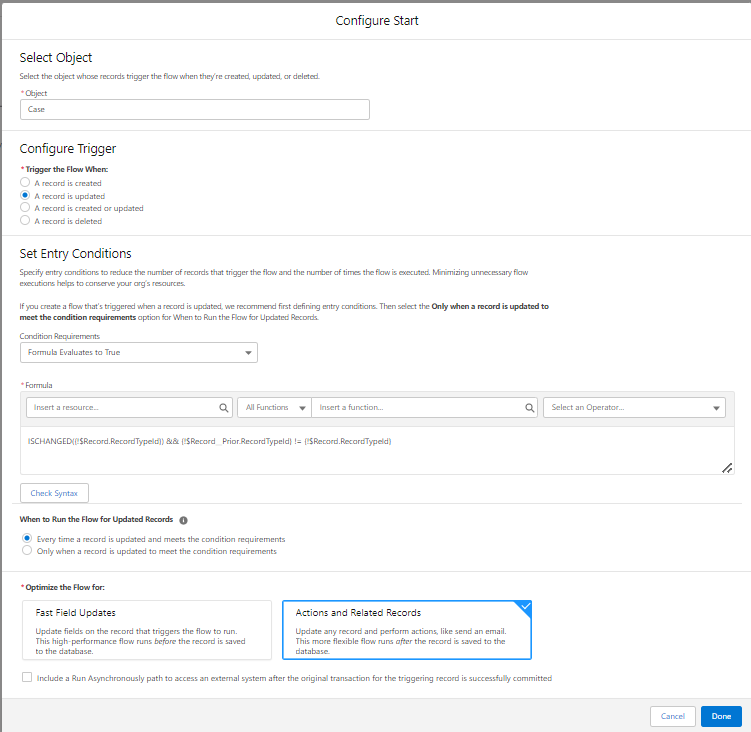 Configure Start
Select Object
Select the object whose records trigger the flow when they're created, updated, or deleted.
* Object
Case
Configure Trigger
* Trigger the Flow When:
A record is created
A record is updated
A record is created or updated
A record is deleted
Set Entry Conditions
Specify entry conditions to reduce the number of records that trigger the flow and the number of times the flow is executed. Minimizing unnecessary flow
executions helps to conserve your org's resources.
If you create a flow that's triggered when a record is updated, we recommend first defining entry conditions. Then select the Only when a record is updated to
meet the condition requirements option for When to Run the Flow for Updated Records.
Condition Requirements
Formula Evaluates to True
* Formula
Insert a resource...
All Functions
Insert a function...
Select an Operator...
ISCHANGED({!$Record.RecordTypeId}) && {!$Record__Prior.RecordTypeId} != {!$Record.RecordTypeId}
Check Syntax
When to Run the Flow for Updated Records
Every time a record is updated and meets the condition requirements
Only when a record is updated to meet the condition requirements
* Optimize the Flow for:
Fast Field Updates
Update fields on the record that triggers the flow to run.
This high-performance flow runs before the record is saved
to the database.
Actions and Related Records
Update any record and perform actions, like send an email.
This more flexible flow runs after the record is saved to the
database.
Include a Run Asynchronously path to access an external system after the original transaction for the triggering record is successfully committed
Cancel
Done